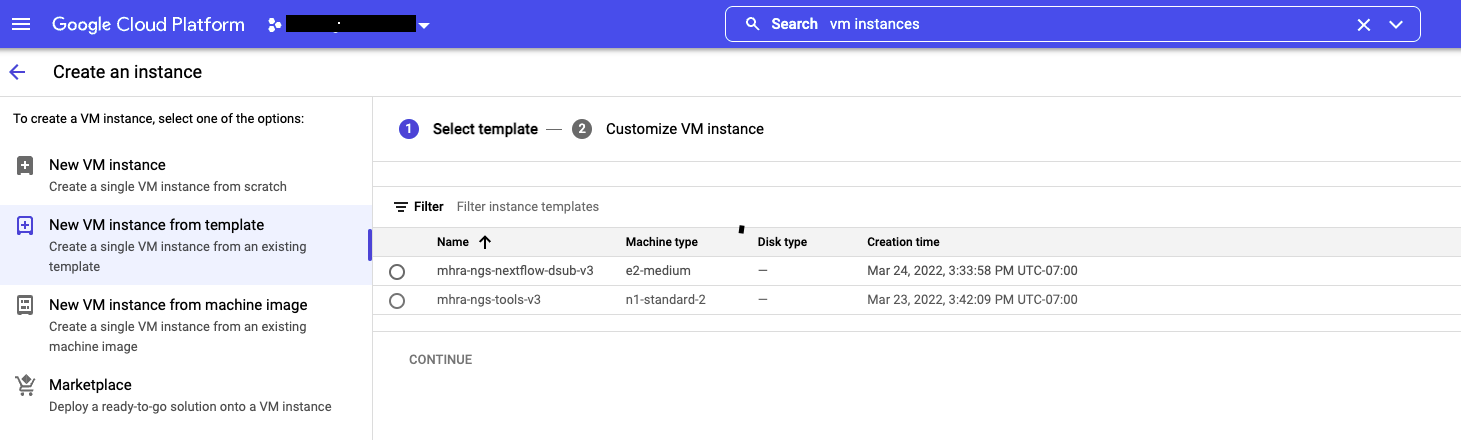 Google Cloud Platform
Search vm instances
Create an instance
To create a VM instance, select one of the options:
New VM instance
Create a single VM instance from scratch
New VM instance from template
Create a single VM instance from an existing
template
New VM instance from machine image
Create a single VM instance from an existing
machine image
Marketplace
Deploy a ready-to-go solution onto a VM instance
1 Select template — 2 Customize VM instance
Filter Filter instance templates
Name Machine type Disk type Creation time
mhra-ngs-nextflow-dsub-v3 e2-medium — Mar 24, 2022, 3:33:58 PM UTC-07:00
mhra-ngs-tools-v3 n1-standard-2 — Mar 23, 2022, 3:42:09 PM UTC-07:00
CONTINUE